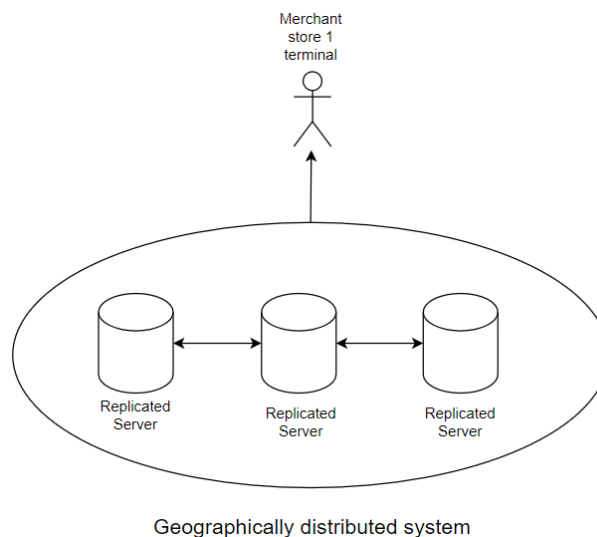 Merchant
store 1
terminal
Replicated
Server
Replicated
Server
Replicated
Server
Geographically distributed system